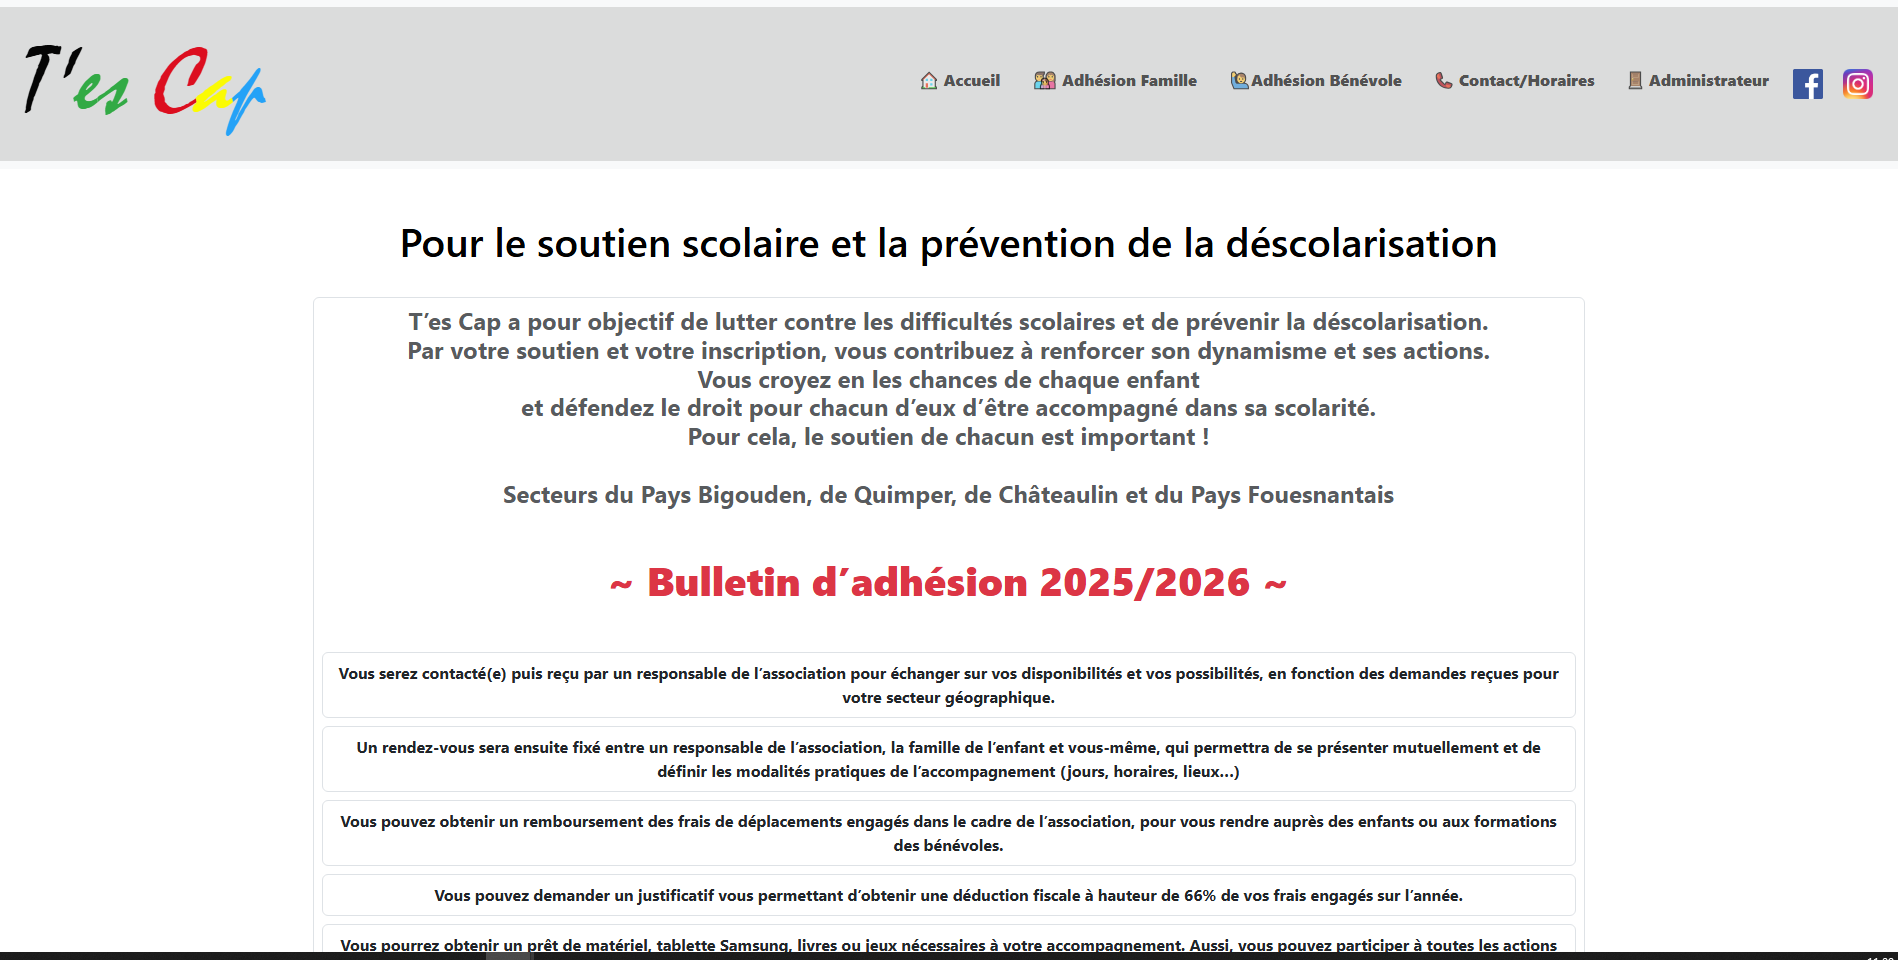 T'es Cap
Accueil
Adhésion Famille
Adhésion Bénévole
Contact/Horaires
Administrateur
Pour le soutien scolaire et la prévention de la déscolarisation
T’es Cap a pour objectif de lutter contre les difficultés scolaires et de prévenir la déscolarisation.
Par votre soutien et votre inscription, vous contribuez à renforcer son dynamisme et ses actions.
Vous croyez en les chances de chaque enfant
et défendez le droit pour chacun d’eux d’être accompagné dans sa scolarité.
Pour cela, le soutien de chacun est important !
Secteurs du Pays Bigouden, de Quimper, de Châteaulin et du Pays Fouesnantais
~ Bulletin d’adhésion 2025/2026 ~
Vous serez contacté(e) puis reçu par un responsable de l’association pour échanger sur vos disponibilités et vos possibilités, en fonction des demandes reçues pour
votre secteur géographique.
Un rendez-vous sera ensuite fixé entre un responsable de l’association, la famille de l’enfant et vous-même, qui permettra de se présenter mutuellement et de
définir les modalités pratiques de l’accompagnement (jours, horaires, lieux…)
Vous pouvez obtenir un remboursement des frais de déplacements engagés dans le cadre de l’association, pour vous rendre auprès des enfants ou aux formations
des bénévoles.
Vous pouvez demander un justificatif vous permettant d’obtenir une déduction fiscale à hauteur de 66% de vos frais engagés sur l’année.
Vous pourrez obtenir un prêt de matériel, tablette Samsung, livres ou jeux nécessaires à votre accompagnement. Aussi, vous pouvez participer à toutes les actions